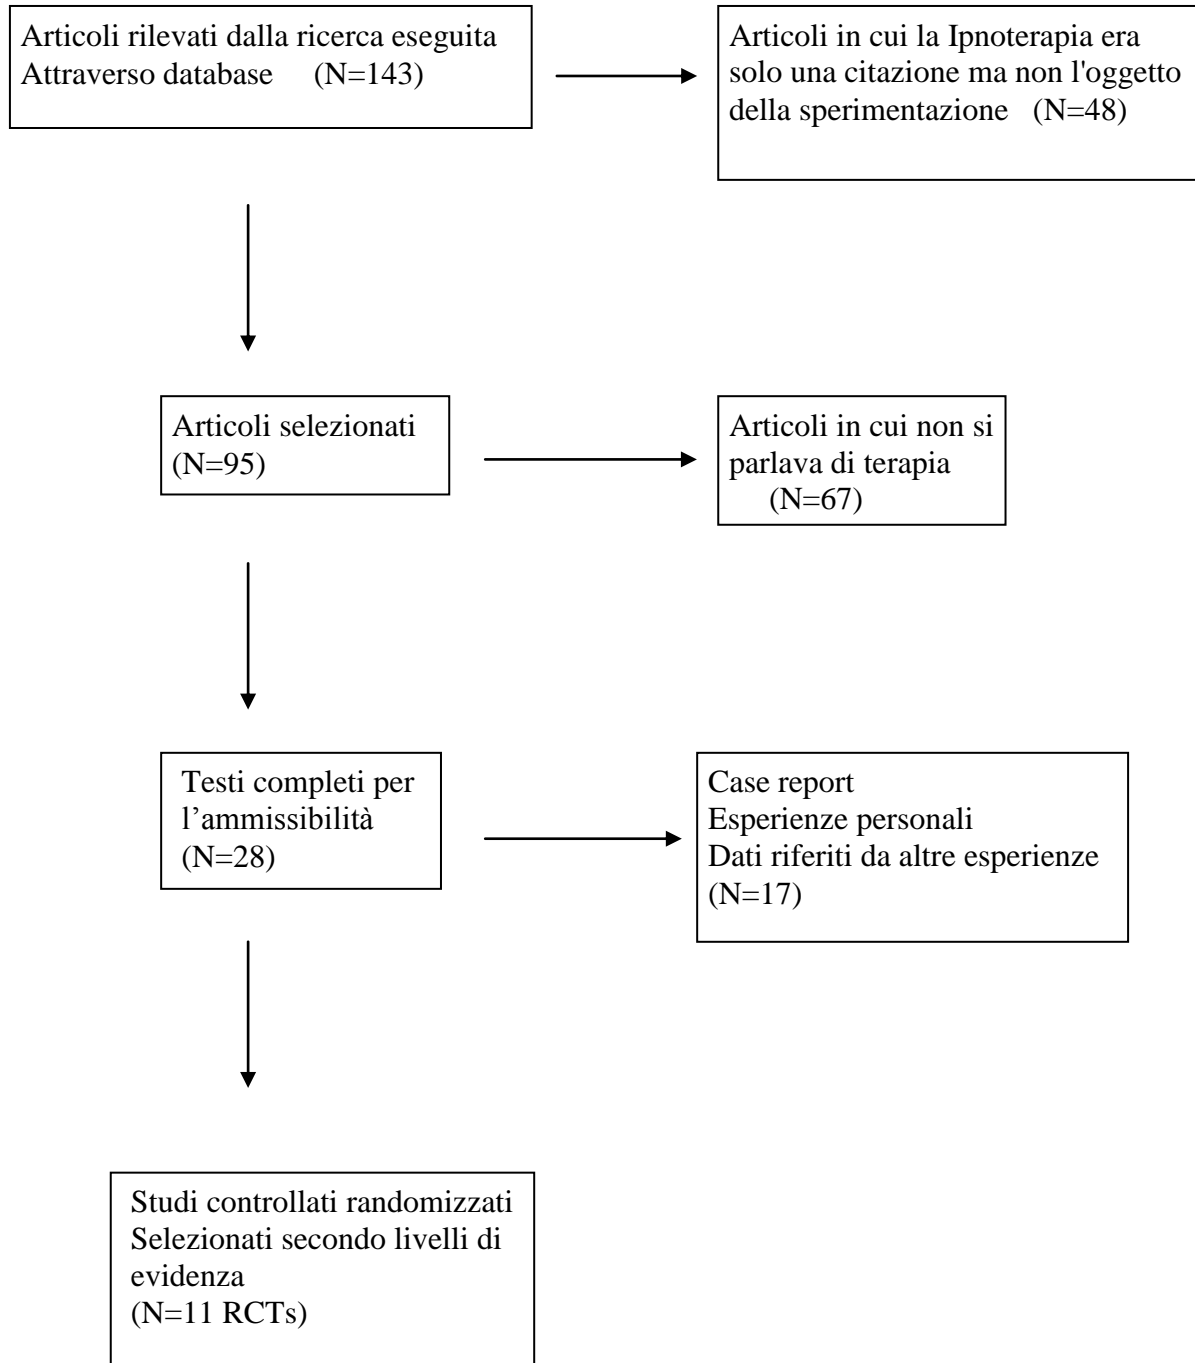 Articoli rilevati dalla ricerca eseguita
Attraverso database (N=143)
Articoli in cui la Ipnoterapia era
solo una citazione ma non l'oggetto
della sperimentazione (N=48)
Articoli selezionati
(N=95)
Articoli in cui non si
parlava di terapia
(N=67)
Testi completi per
l’ammissibilità
(N=28)
Case report
Esperienze personali
Dati riferiti da altre esperienze
(N=17)
Studi controllati randomizzati
Selezionati secondo livelli di
evidenza
(N=11 RCTs)